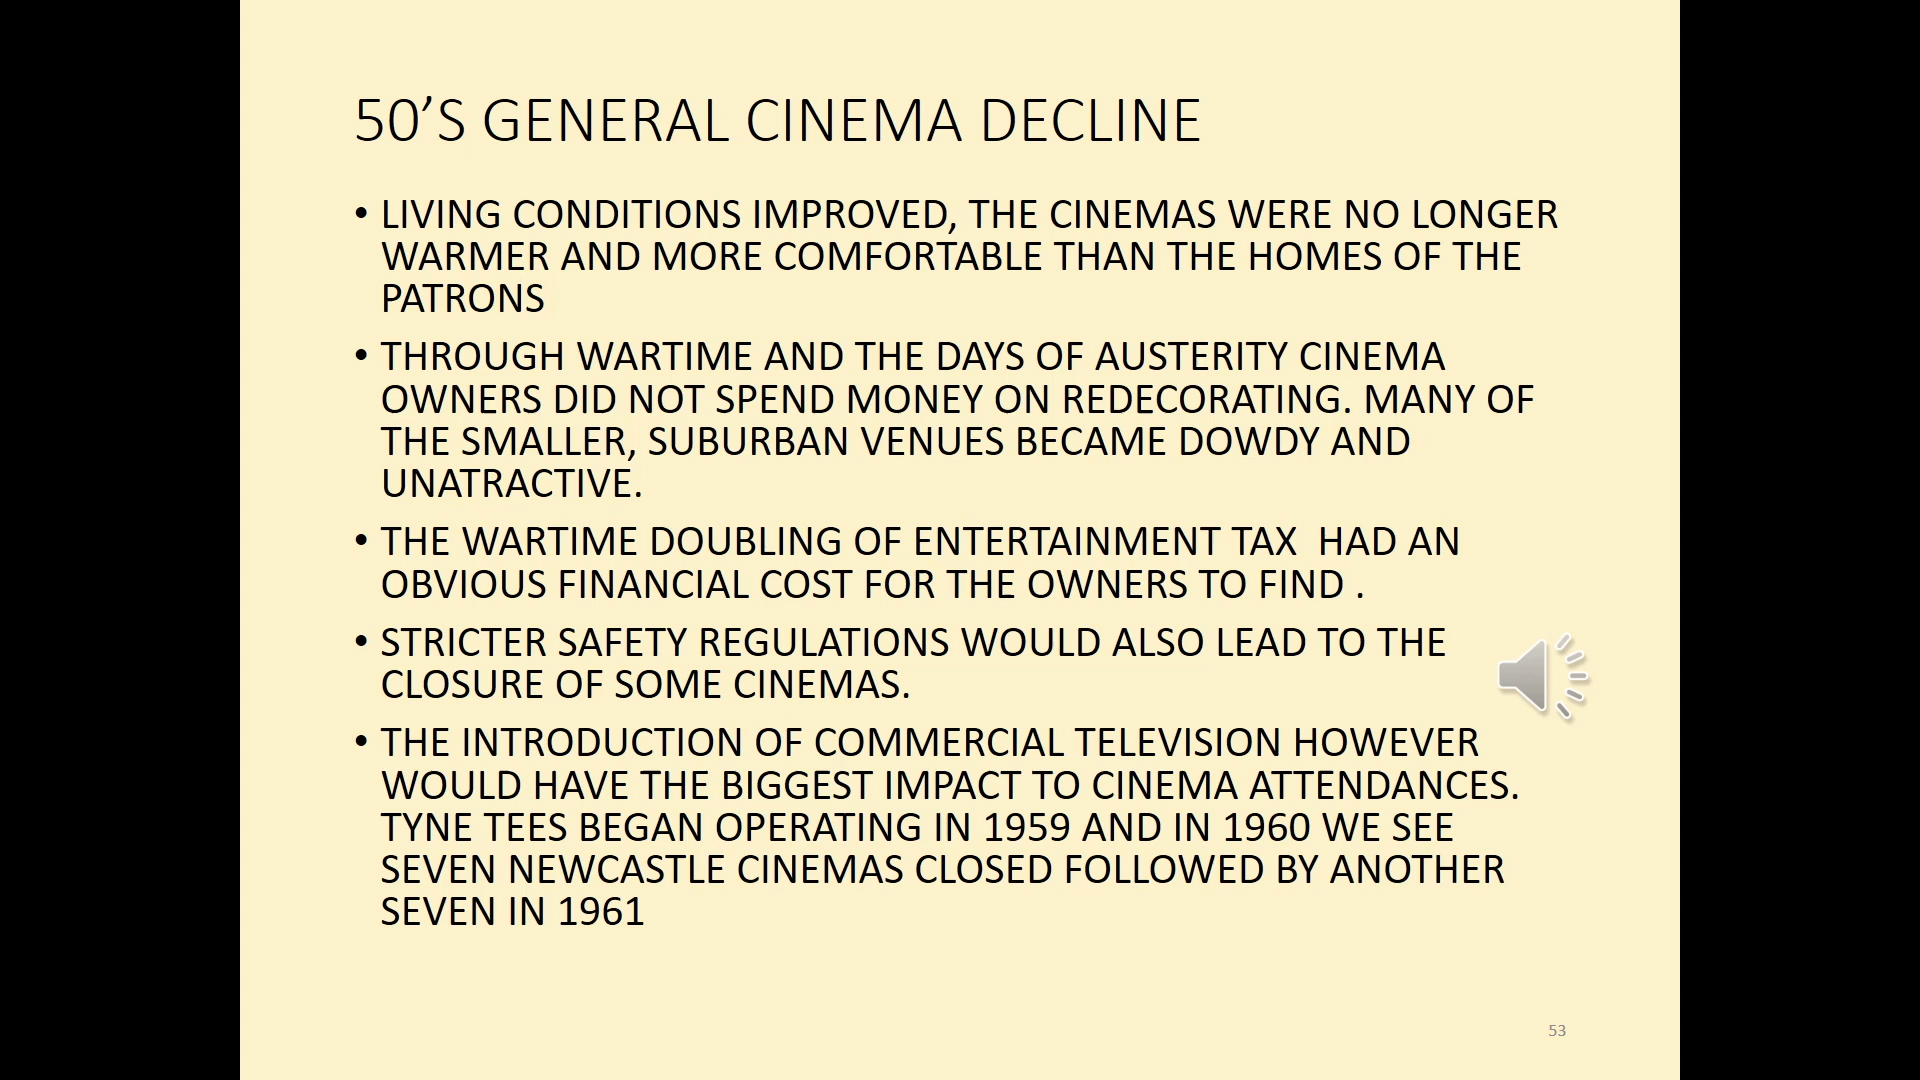 50’S GENERAL CINEMA DECLINE
• LIVING CONDITIONS IMPROVED, THE CINEMAS WERE NO LONGER
WARMER AND MORE COMFORTABLE THAN THE HOMES OF THE
PATRONS
• THROUGH WARTIME AND THE DAYS OF AUSTERITY CINEMA
OWNERS DID NOT SPEND MONEY ON REDECORATING. MANY OF
THE SMALLER, SUBURBAN VENUES BECAME DOWDY AND
UNATRACTIVE.
• THE WARTIME DOUBLING OF ENTERTAINMENT TAX  HAD AN
OBVIOUS FINANCIAL COST FOR THE OWNERS TO FIND .
• STRICTER SAFETY REGULATIONS WOULD ALSO LEAD TO THE
CLOSURE OF SOME CINEMAS.
• THE INTRODUCTION OF COMMERCIAL TELEVISION HOWEVER
WOULD HAVE THE BIGGEST IMPACT TO CINEMA ATTENDANCES.
TYNE TEES BEGAN OPERATING IN 1959 AND IN 1960 WE SEE
SEVEN NEWCASTLE CINEMAS CLOSED FOLLOWED BY ANOTHER
SEVEN IN 1961
53